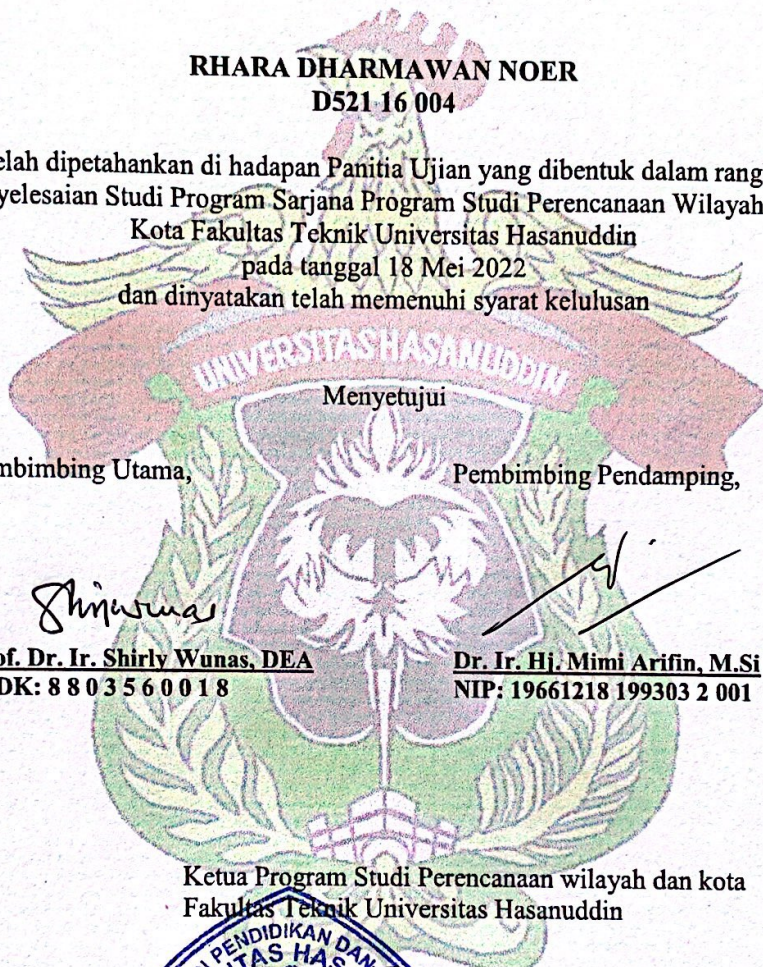 RHARA DHARMAWAN NOER
D521 16 004
elah dipetahankan di hadapan Panitia Ujian yang dibentuk dalam rang
yelesaian Studi Program Sarjana Program Studi Perencanaan Wilayah
Kota Fakultas Teknik Universitas Hasanuddin
pada tanggal 18 Mei 2022
dan dinyatakan telah memenuhi syarat kelulusan
UNIVERSITAS HASANUDDIN
Menyetujui
mbimbing Utama, Pembimbing Pendamping,
of. Dr. Ir. Shirly Wunas, DEA Dr. Ir. Hj. Mimi Arifin, M.Si
DK: 8 8 0 3 5 6 0 0 1 8 NIP: 19661218 199303 2 001
Ketua Program Studi Perencanaan wilayah dan kota
Fakultas Teknik Universitas Hasanuddin
PENDIDIKAN DAN
TAS HAS